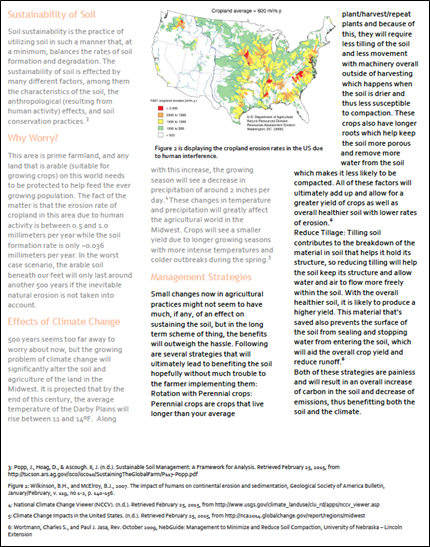 Sustainability of Soil
Soil sustainability is the practice of
utilizing soil in such a manner that, at
a minimum, balances the rates of soil
formation and degradation. The
sustainability of soil is effected by
many different factors, among them
the characteristics of the soil, the
anthropological (resulting from
human activity) effects, and soil
conservation practices.3
Why Worry?
This area is prime farmland, and any
land that is arable (suitable for
growing crops) on this world needs
to be protected to help feed the ever
growing population. The fact of the
matter is that the erosion rate of
cropland in this area due to human
activity is between 0.5 and 1.0
millimeters per year while the soil
formation rate is only ~0.036
millimeters per year. In the worst
case scenario, the arable soil
beneath our feet will only last around
another 500 years if the inevitable
natural erosion is not taken into
account.
Effects of Climate Change
500 years seems too far away to
worry about now, but the growing
problem of climate change will
significantly alter the soil and
agriculture of the land in the
Midwest. It is projected that by the
end of this century, the average
temperature of the Darby Plains will
rise between 11 and 14ºF. Along
Cropland average = 600 m/m.y.
U.S. Department of Agriculture
Natural Resources Division
Resources Assessment Division
Washington, DC (2000)
Figure 2 is displaying the cropland erosion rates in the US due
to human interference.
with this increase, the growing
season will see a decrease in
precipitation of around 2 inches per
day.4 These changes in temperature
and precipitation will greatly affect
the agricultural world in the
Midwest. Crops will see a smaller
yield due to longer growing seasons
with more intense temperatures and
colder outbreaks during the spring.5
Management Strategies
Small changes now in agricultural
practices might not seem to have
much, if any, of an effect on
sustaining the soil, but in the long
term scheme of thing, the benefits
will outweigh the hassle. Following
are several strategies that will
ultimately lead to benefiting the soil
hopefully without much trouble to
the farmer implementing them:
Rotation with Perennial crops:
Perennial crops are crops that live
longer than your average
plant/harvest/repeat
plants and because of
this, they will require
less tilling of the soil
and less movement
with machinery overall
outside of harvesting
which happens when
the soil is drier and
thus less susceptible
to compaction. These
crops also have longer
roots which help keep
the soil more porous
and remove more
water from the soil
which makes it less likely to be
compacted. All of these factors will
ultimately add up and allow for a
greater yield of crops as well as
overall healthier soil with lower rates
of erosion.6
Reduce Tillage: Tilling soil
contributes to the breakdown of the
material in soil that helps it hold its
structure, so reducing tilling will help
the soil keep its structure and allow
water and air to flow more freely
within the soil. With the overall
healthier soil, it is likely to produce a
higher yield. This material that's
saved also prevents the surface of
the soil from sealing and stopping
water from entering the soil, which
will aid the overall crop yield and
reduce runoff.6
Both of these strategies are painless
and will result in an overall increase
of carbon in the soil and decrease of
emissions, thus benefitting both the
soil and the climate.
3: Popp, J., Hoag, D., & Ascough. II, J. (n.d.). Sustainable Soil Management: A Framework for Analysis. Retrieved February 25, 2015, from
Figure 2: Wilkinson, B.H., and McElroy, B.J., 2007. The impact of humans on continental erosion and sedimentation, Geological Society of America Bulletin,
January/February, v. 119, no 1-2, p. 140-156.
4: National Climate Change Viewer (NCCV). (n.d.). Retrieved February 25, 2015, from http://www.usgs.gov/climate_landuse/clu_rd/apps/nccv_viewer.asp
5: Climate Change Impacts in the United States. (n.d.). Retrieved February 25, 2015, from http://nca2014.globalchange.gov/report/regions/midwest
6: Wortmann, Charles S., and Paul J. Jasa, Rev. October 2009, NebGuide: Management to Minimize and Reduce Soil Compaction, University of Nebraska – Lincoln
Extension